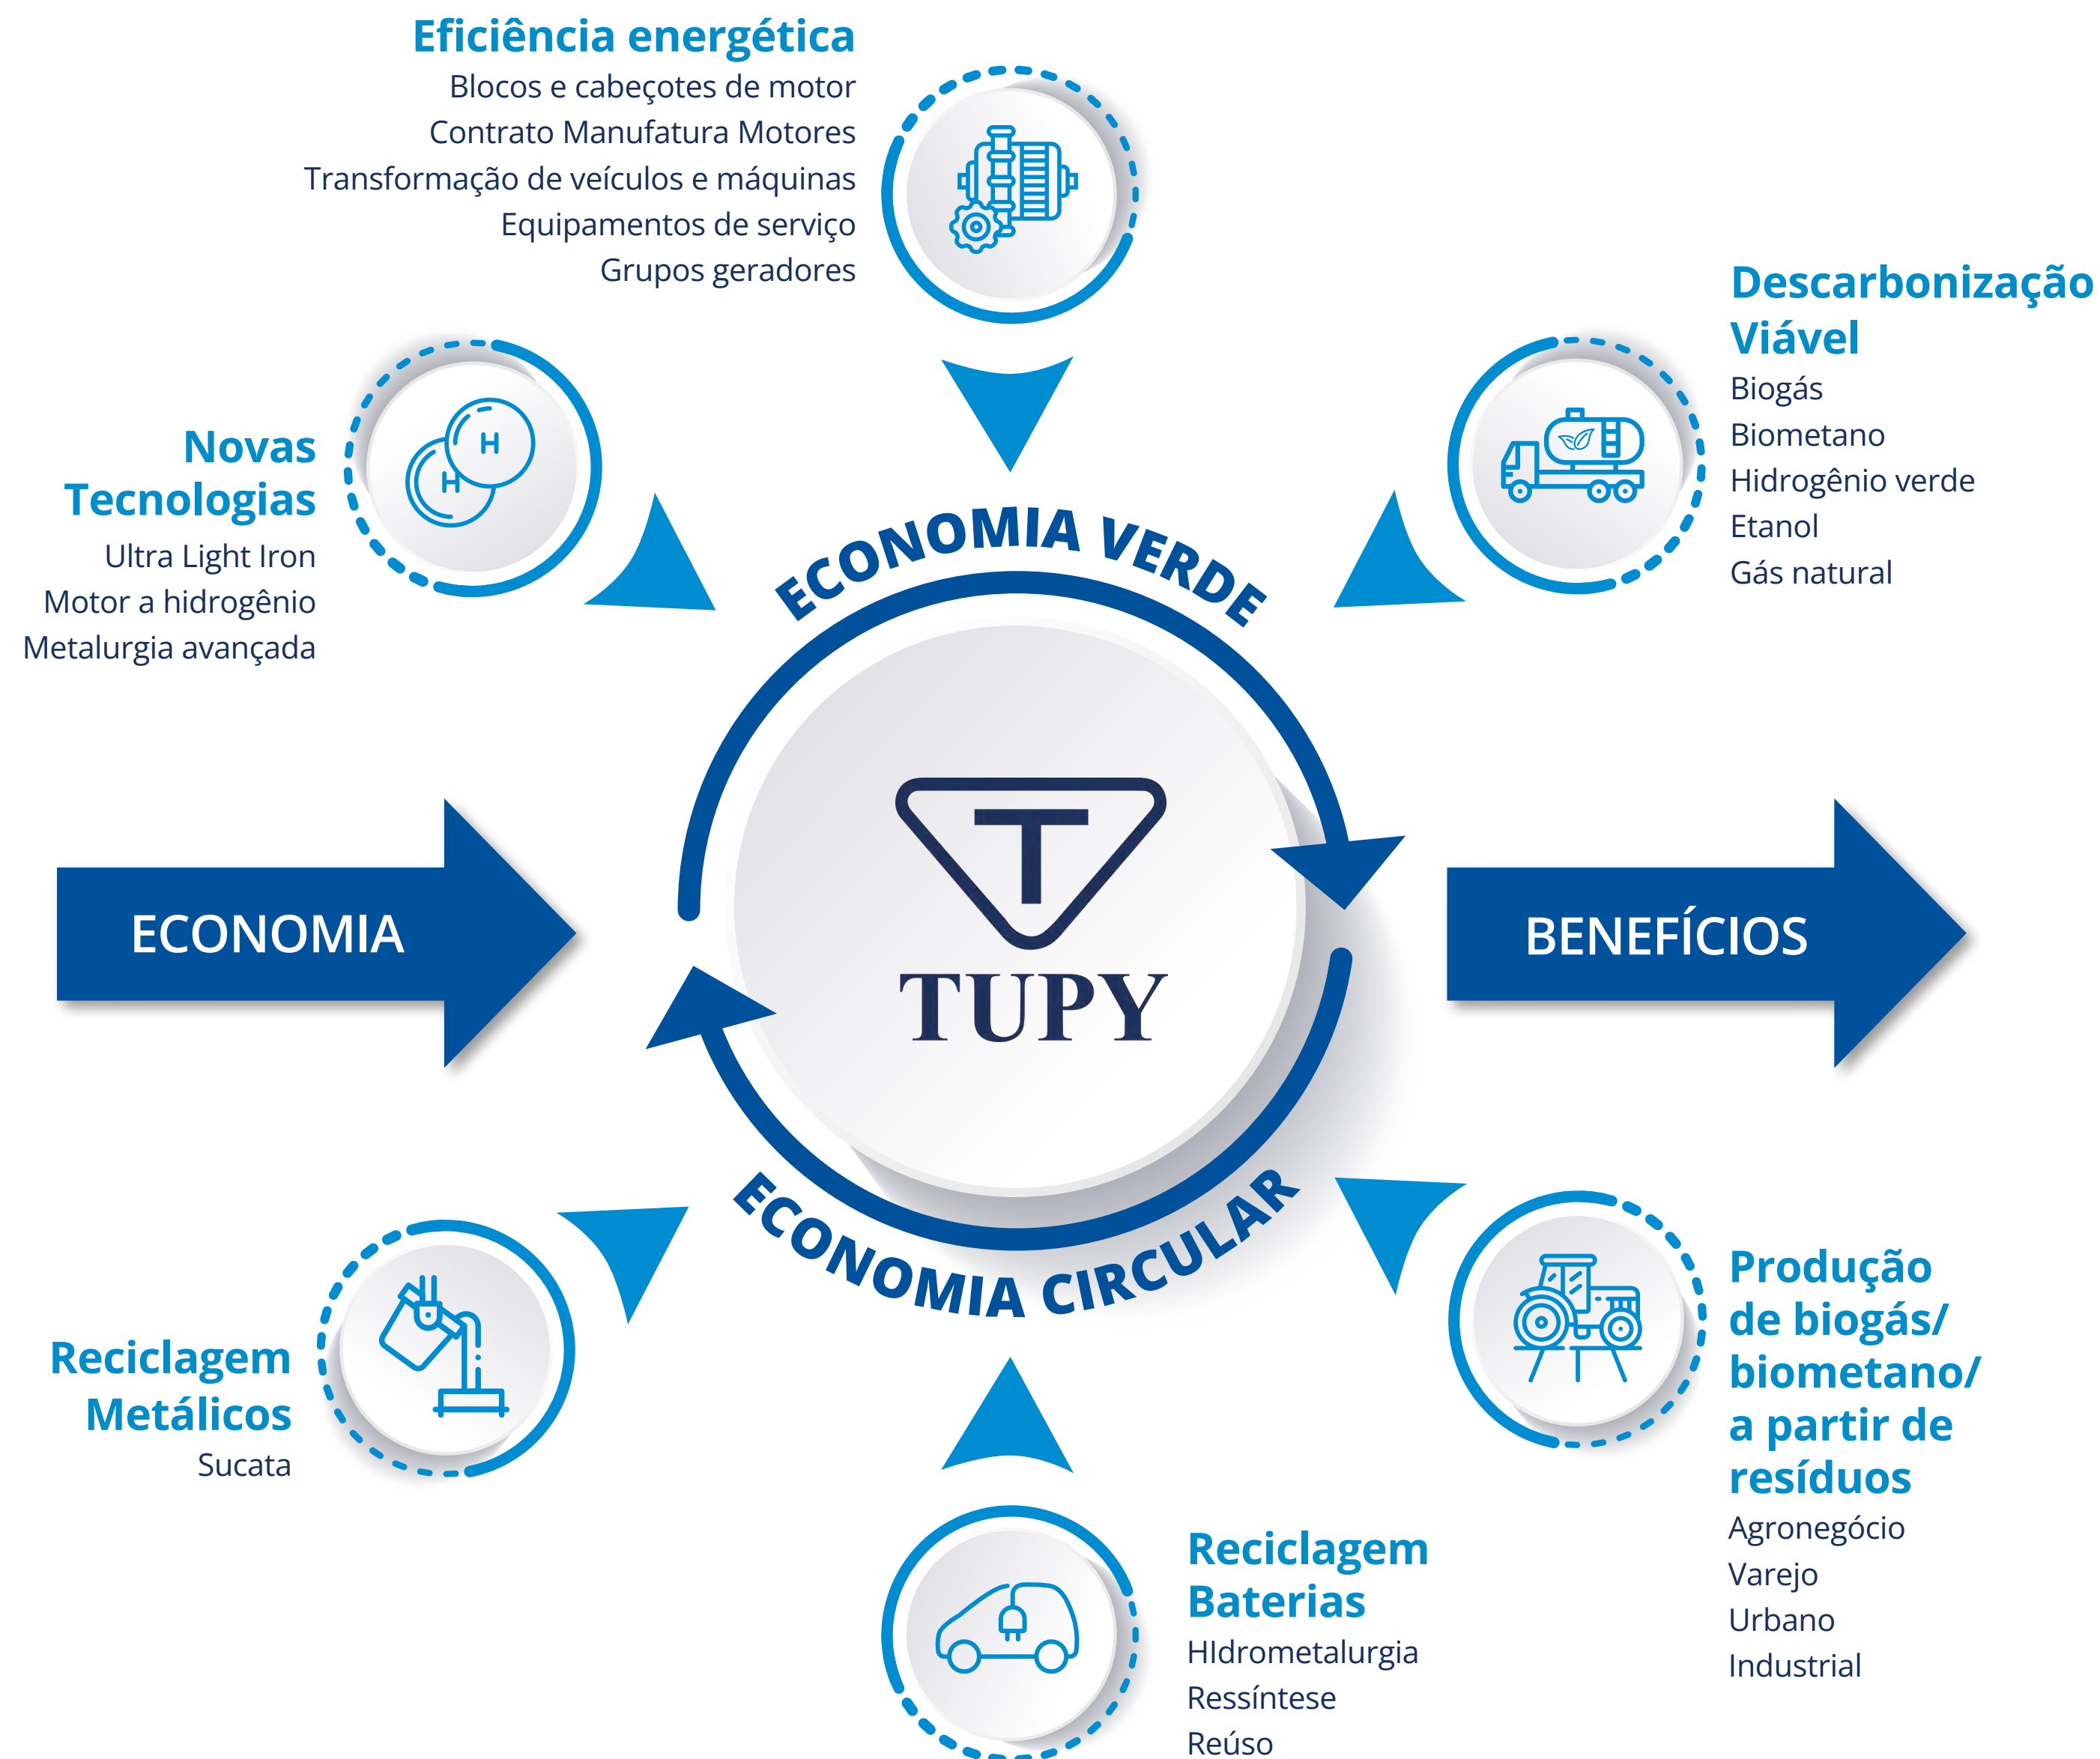 Eficiência energética
Blocos e cabeçotes de motor
Contrato Manufatura Motores
Transformação de veículos e máquinas
Equipamentos de serviço
Grupos geradores
Descarbonização
Viável
Biogás
Biometano
Hidrogênio verde
Etanol
Gás natural
Novas
Tecnologias
Ultra Light Iron
Motor a hidrogênio
Metalurgia avançada
H
H
ECONOMIA VERDE
ECONOMIA
T
TUPY
BENEFÍCIOS
ECONOMIA CIRCULAR
Reciclagem
Metálicos
Sucata
Produção
de biogás/
biometano/
a partir de
resíduos
Agronegócio
Varejo
Urbano
Industrial
Reciclagem
Baterias
HIdrometalurgia
Ressíntese
Reúso